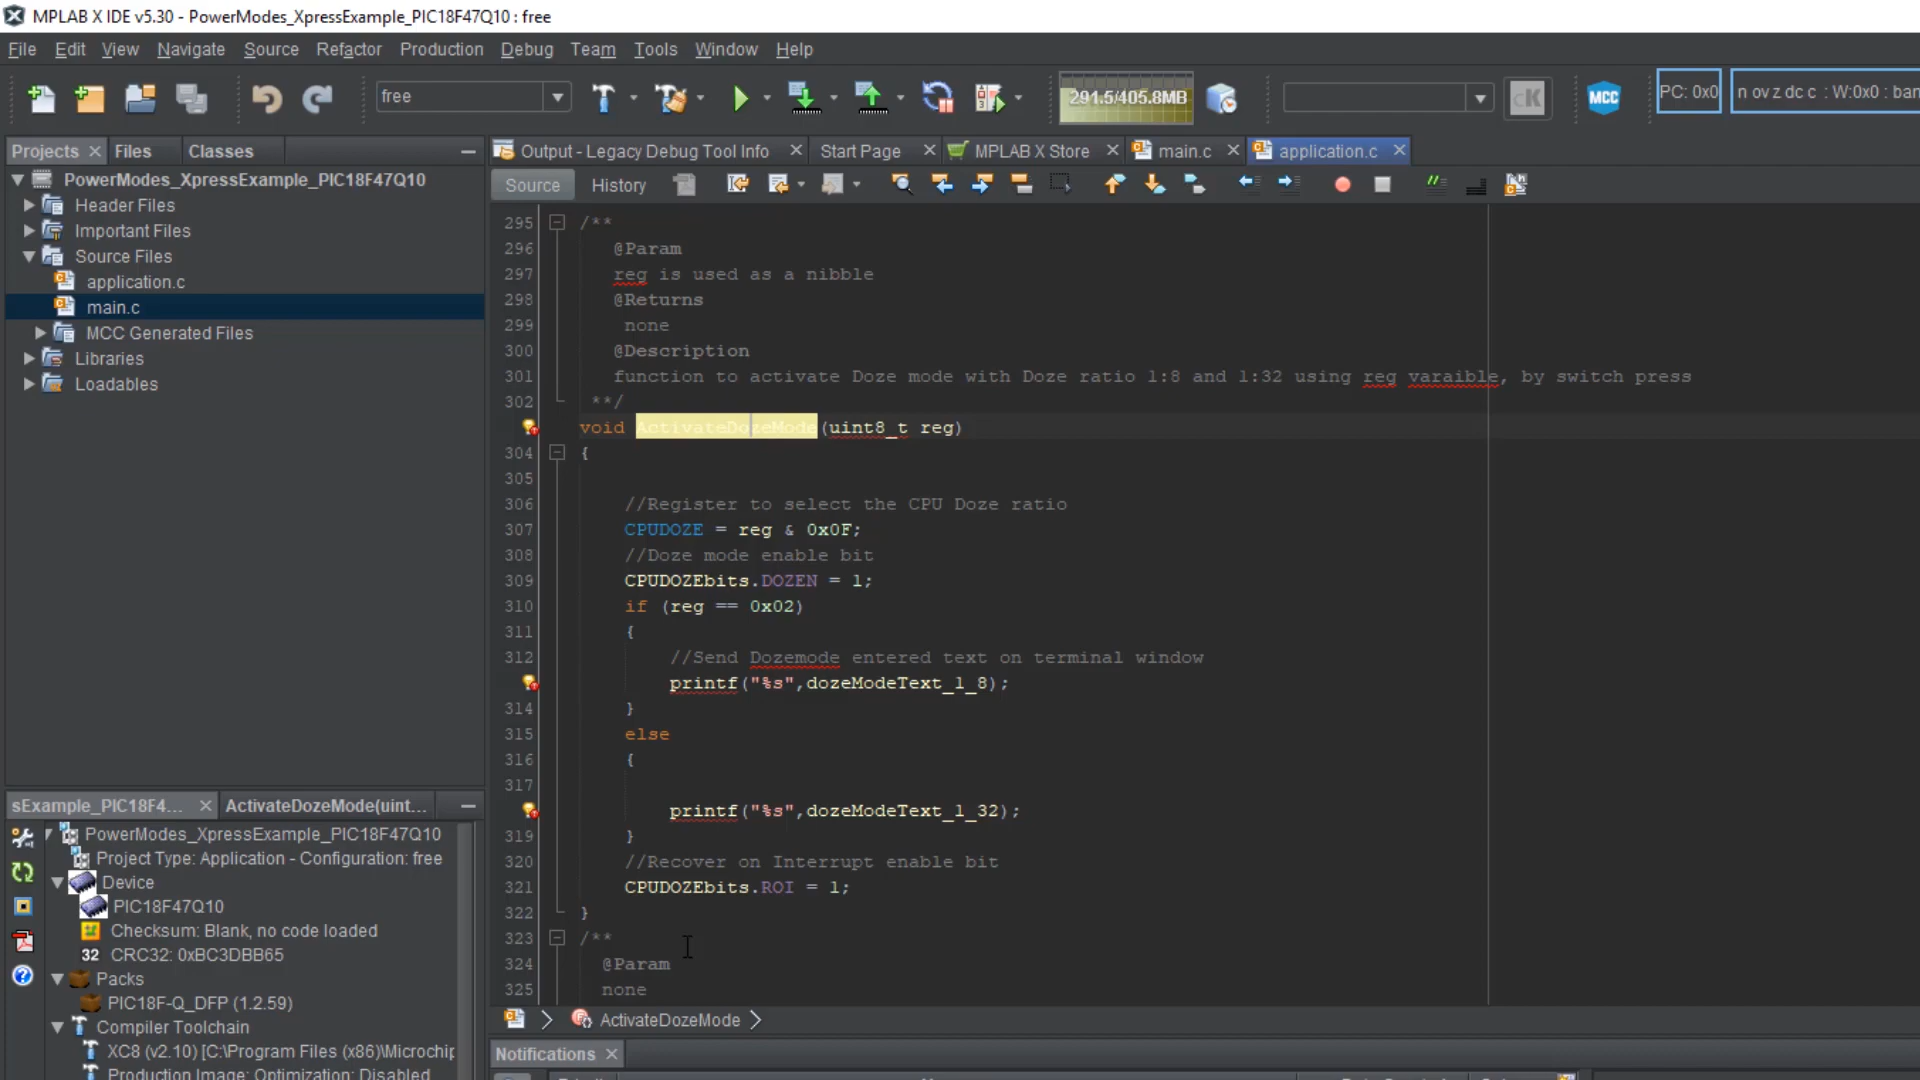 MPLAB X IDE v5.30 - PowerModes_XpressExample_PIC18F47Q10 : free
File Edit View Navigate Source Refactor Production Debug Team Tools Window Help
free
291.5/405.8MB
cK
MCC
PC: 0x0
n ov z dc c : W:0x0 : ban
Projects Files Classes
Output - Legacy Debug Tool Info Start Page MPLAB X Store main.c application.c
Source History
PowerModes_XpressExample_PIC18F47Q10
Header Files
Important Files
Source Files
application.c
main.c
MCC Generated Files
Libraries
Loadables
295 /**
296 @Param
297 reg is used as a nibble
298 @Returns
299 none
300 @Description
301 function to activate Doze mode with Doze ratio 1:8 and 1:32 using reg varaible, by switch press
302 **/
void ActivateDozeMode(uint8_t reg)
304 {
305
306 //Register to select the CPU Doze ratio
307 CPUDOZE = reg & 0x0F;
308 //Doze mode enable bit
309 CPUDOZEbits.DOZEN = 1;
310 if (reg == 0x02)
311 {
312 //Send Dozemode entered text on terminal window
printf("%s",dozeModeText_1_8);
314 }
315 else
316 {
317
printf("%s",dozeModeText_1_32);
319 }
320 //Recover on Interrupt enable bit
321 CPUDOZEbits.ROI = 1;
322 }
323 /**
324 @Param
325 none
ActivateDozeMode
Notifications
sExample_PIC18F4... ActivateDozeMode(uint...
PowerModes_XpressExample_PIC18F47Q10
Project Type: Application - Configuration: free
Device
PIC18F47Q10
Checksum: Blank, no code loaded
32 CRC32: 0xBC3DBB65
Packs
PIC18F-Q_DFP (1.2.59)
Compiler Toolchain
XC8 (v2.10) [C:\Program Files (x86)\Microchip
Production Image: Optimization: Disabled